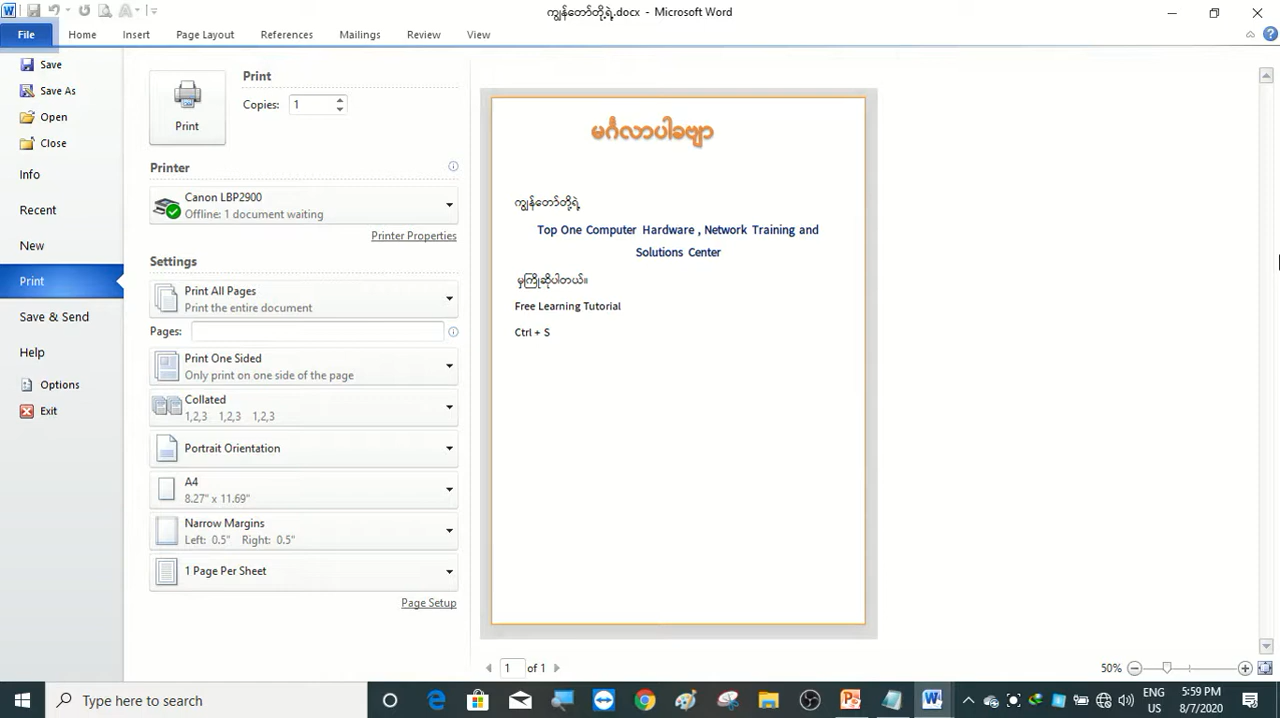 ကျွန်တော်တို့ရဲ့.docx - Microsoft Word
File Home Insert Page Layout References Mailings Review View
Save
Save As
Open
Close
Info
Recent
New
Print
Save & Send
Help
Options
Exit
Print
Print
Copies: 1
Printer
Canon LBP2900
Offline: 1 document waiting
Printer Properties
Settings
Print All Pages
Print the entire document
Pages:
Print One Sided
Only print on one side of the page
Collated
1,2,3 1,2,3 1,2,3
Portrait Orientation
A4
8.27" x 11.69"
Narrow Margins
Left: 0.5" Right: 0.5"
1 Page Per Sheet
Page Setup
မင်္ဂလာပါခဗျာ
ကျွန်တော်တို့ရဲ့
Top One Computer Hardware , Network Training and
Solutions Center
မှကြိုဆိုပါတယ်။
Free Learning Tutorial
Ctrl + S
1 of 1
50%
Type here to search
ENG
US
5:59 PM
8/7/2020